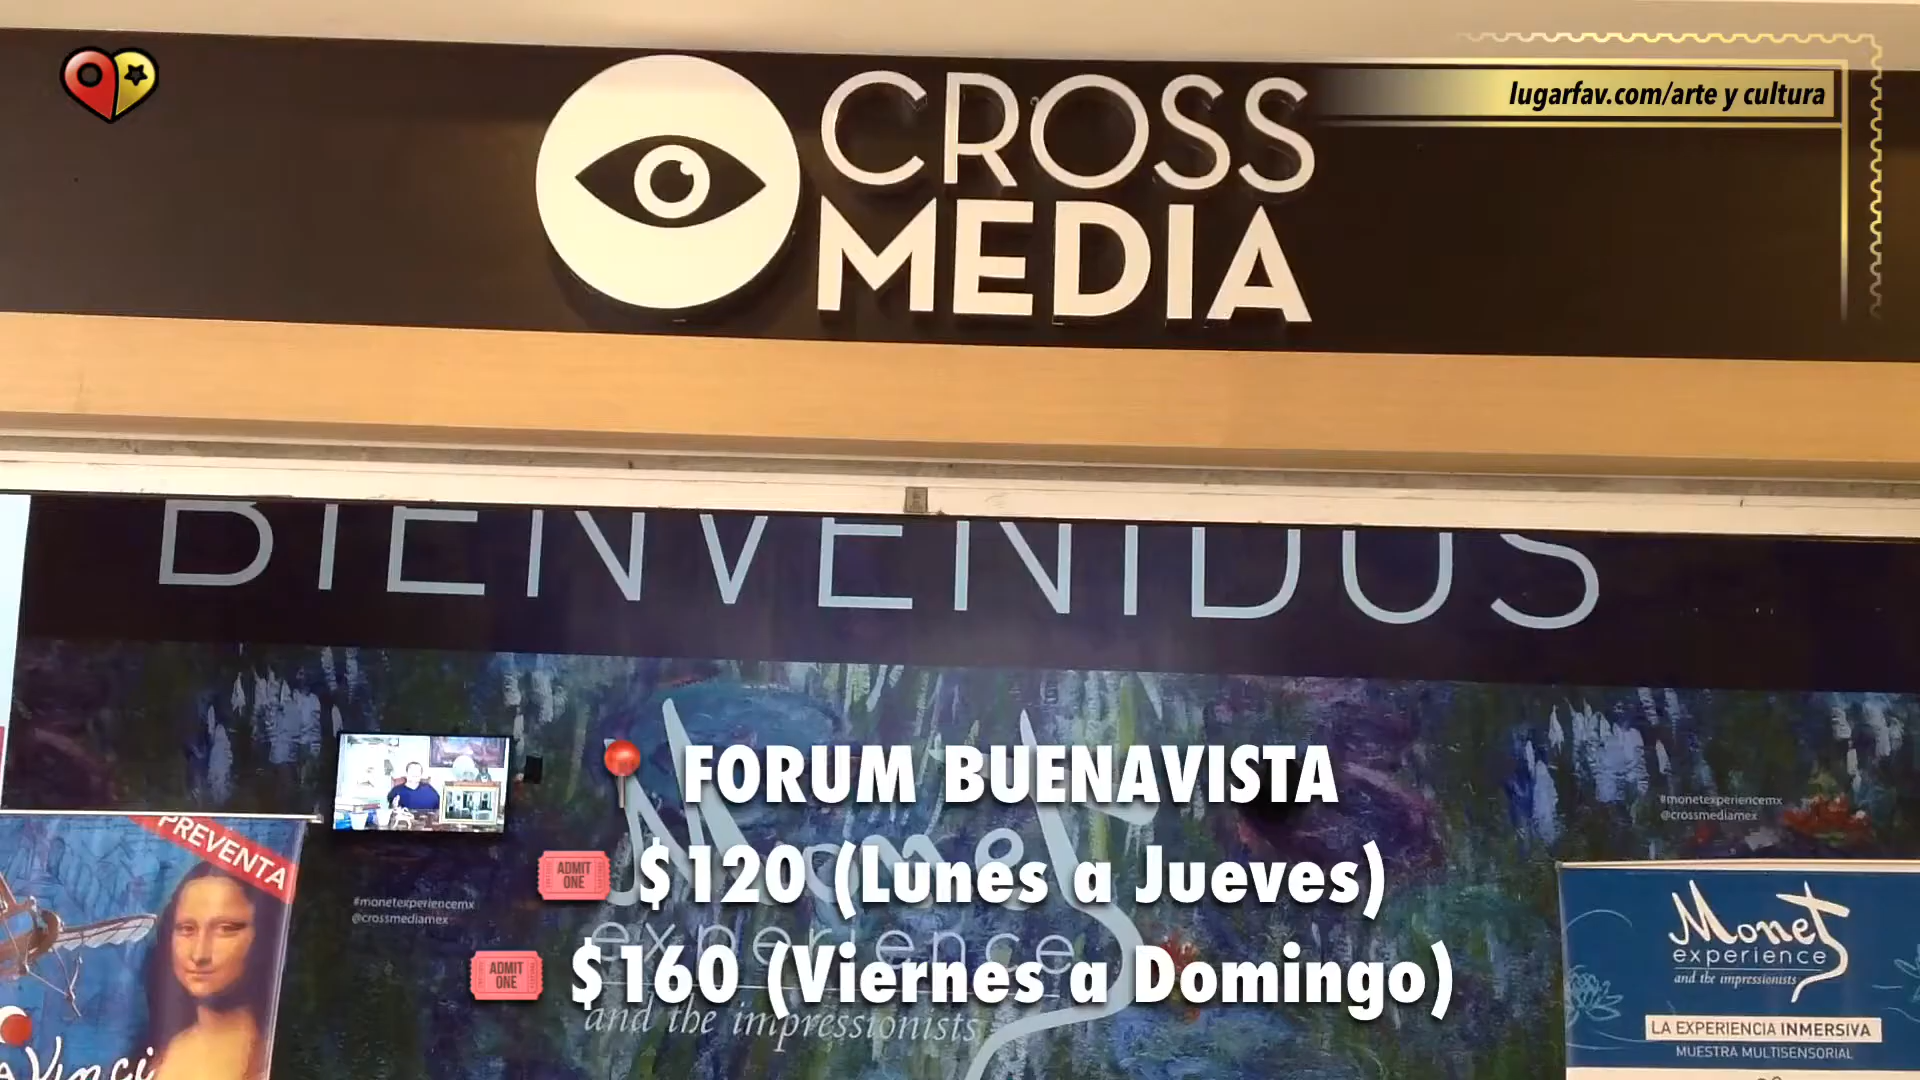 lugarfav.com/arte y cultura
CROSS
MEDIA
BIENVENIDOS
FORUM BUENAVISTA
ADMIT
ONE
$120 (Lunes a Jueves)
ADMIT
ONE
$160 (Viernes a Domingo)
Monet
experience
and the impressionists
PREVENTA
Vinci
#monetexperiencemx
@crossmediamex
#monetexperiencemx
@crossmediamex
Monet
experience
and the impressionists
LA EXPERIENCIA INMERSIVA
MUESTRA MULTISENSORIAL